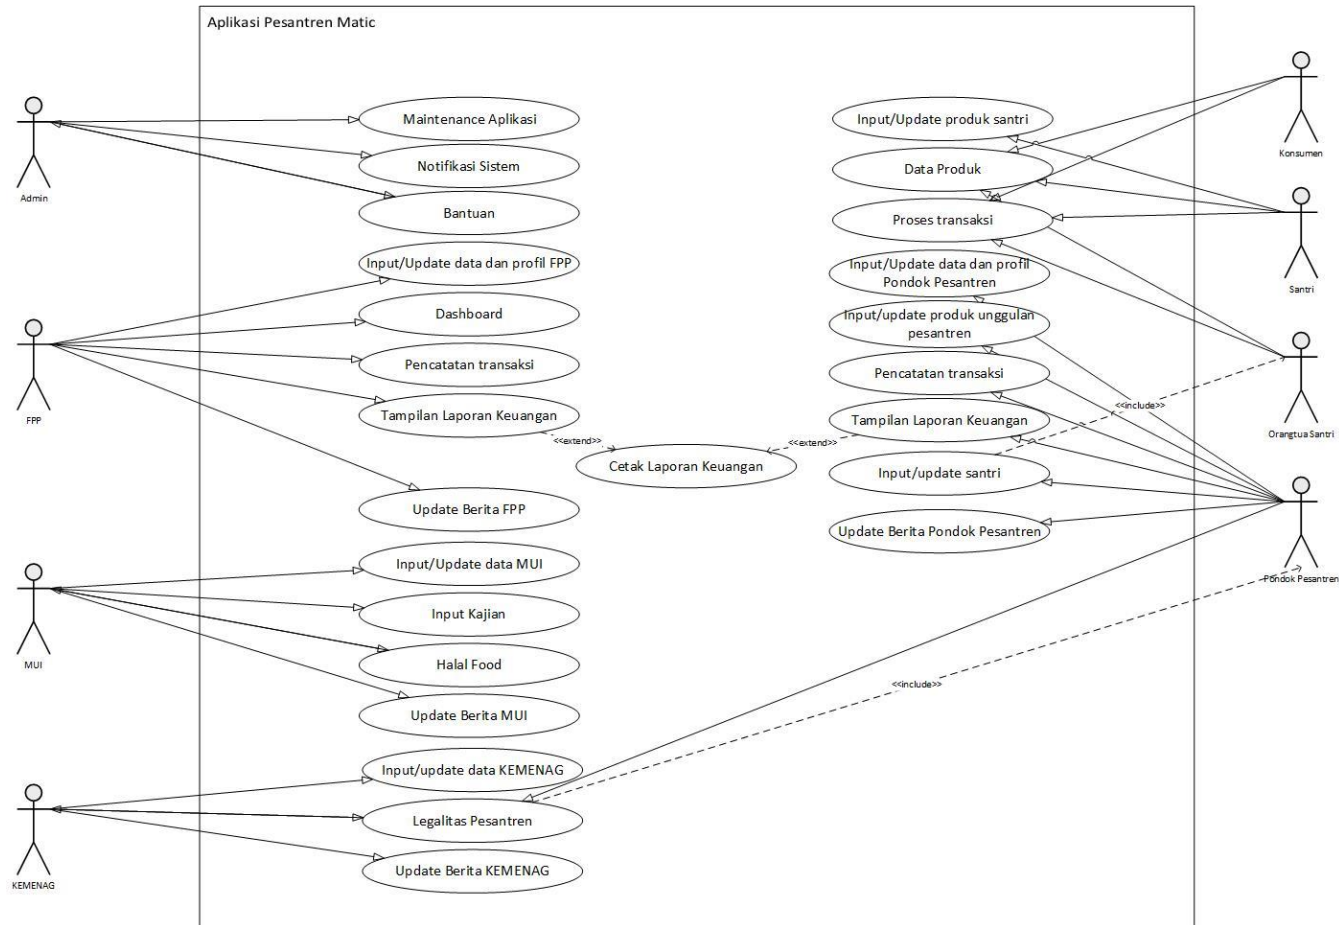 Aplikasi Pesantren Matic
Admin
Maintenance Aplikasi
Notifikasi Sistem
Bantuan
FPP
Input/Update data dan profil FPP
Dashboard
Pencatatan transaksi
Tampilan Laporan Keuangan
<<extend>>
Cetak Laporan Keuangan
<<extend>>
Update Berita FPP
MUI
Input/Update data MUI
Input Kajian
Halal Food
Update Berita MUI
KEMENAG
Input/update data KEMENAG
Legalitas Pesantren
Update Berita KEMENAG
Input/Update produk santri
Data Produk
Proses transaksi
Input/Update data dan profil
Pondok Pesantren
Input/update produk unggulan
pesantren
Pencatatan transaksi
Tampilan Laporan Keuangan
Input/update santri
Update Berita Pondok Pesantren
<<include>>
<<include>>
Konsumen
Santri
Orangtua Santri
Pondok Pesantren